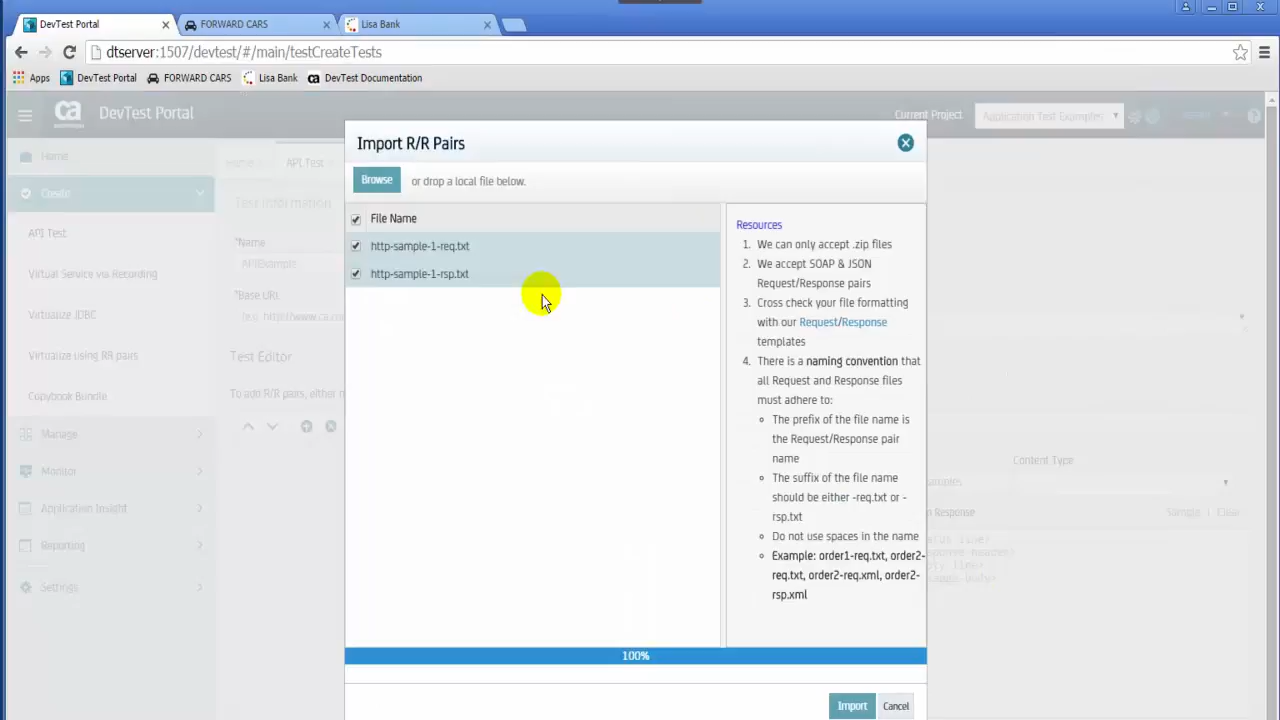 DevTest Portal
FORWARD CARS
Lisa Bank
dtserver:1507/devtest/#/main/testCreateTests
Apps DevTest Portal FORWARD CARS Lisa Bank ca DevTest Documentation
ca DevTest Portal
Current Project Application Test Examples
Home
Create
API Test
Virtual Service via Recording
Virtualize JDBC
Virtualize using RR pairs
Copybook Bundle
Manage
Monitor
Application Insight
Reporting
Settings
Home API Test
Test Information
*Name
*Base URL
(e.g. http://www.ca.co
Test Editor
To add R/R pairs, either
Import R/R Pairs
Browse or drop a local file below.
File Name
http-sample-1-req.txt
http-sample-1-rsp.txt
Resources
1. We can only accept .zip files
2. We accept SOAP & JSON
Request/Response pairs
3. Cross check your file formatting
with our Request/Response
templates
4. There is a naming convention that
all Request and Response files
must adhere to:
The prefix of the file name is
the Request/Response pair
name
The suffix of the file name
should be either -req.txt or -
rsp.txt
Do not use spaces in the name
Example: order1-req.txt, order2-
req.txt, order2-req.xml, order2-
rsp.xml
100%
Import Cancel
Content Type
Response
Sample | Clear